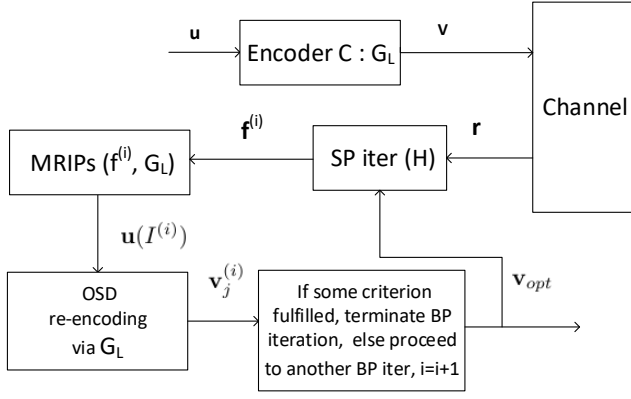 u
Encoder C : G_L
v
Channel
r
SP iter (H)
f^(i)
MRIPs (f^(i), G_L)
u(I^(i))
OSD
re-encoding
via G_L
v_j^(i)
If some criterion
fulfilled, terminate BP
iteration, else proceed
to another BP iter, i=i+1
v_opt